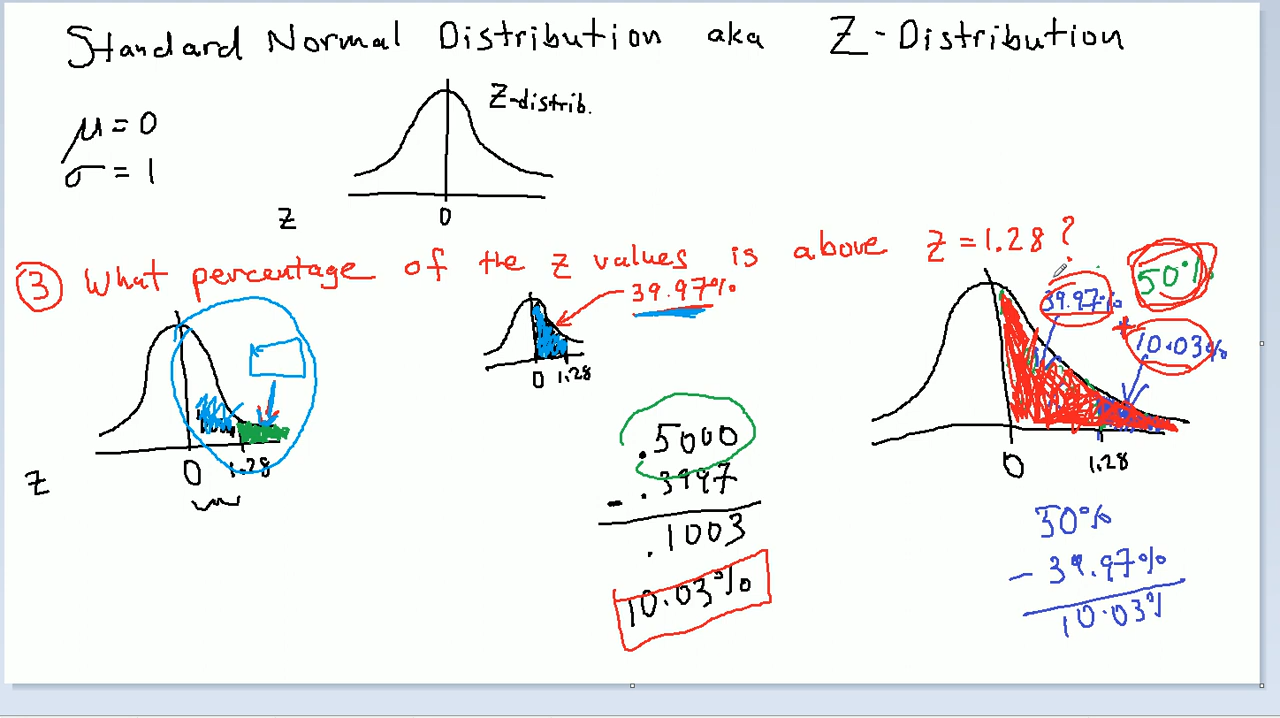 Standard Normal Distribution aka Z-Distribution
Z-distrib.
μ = 0
σ = 1
Z
0
③ What percentage of the z values is above z = 1.28 ?
39.97%
0 1.28
Z
0 1.28
.5000
- .3997
.1003
10.03%
?
50%
39.97%
+
10.03%
0 1.28
50%
- 39.97%
10.03%